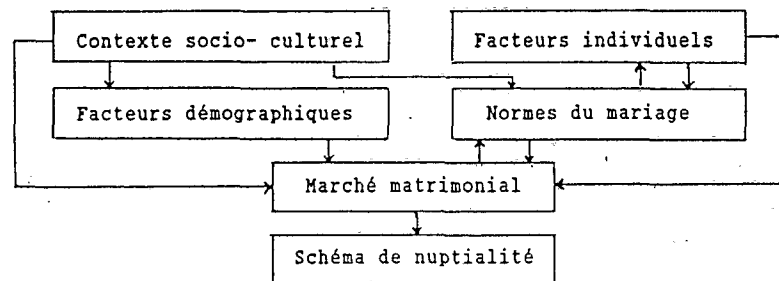 Contexte socio- culturel
Facteurs individuels
Facteurs démographiques
Normes du mariage
Marché matrimonial
Schéma de nuptialité